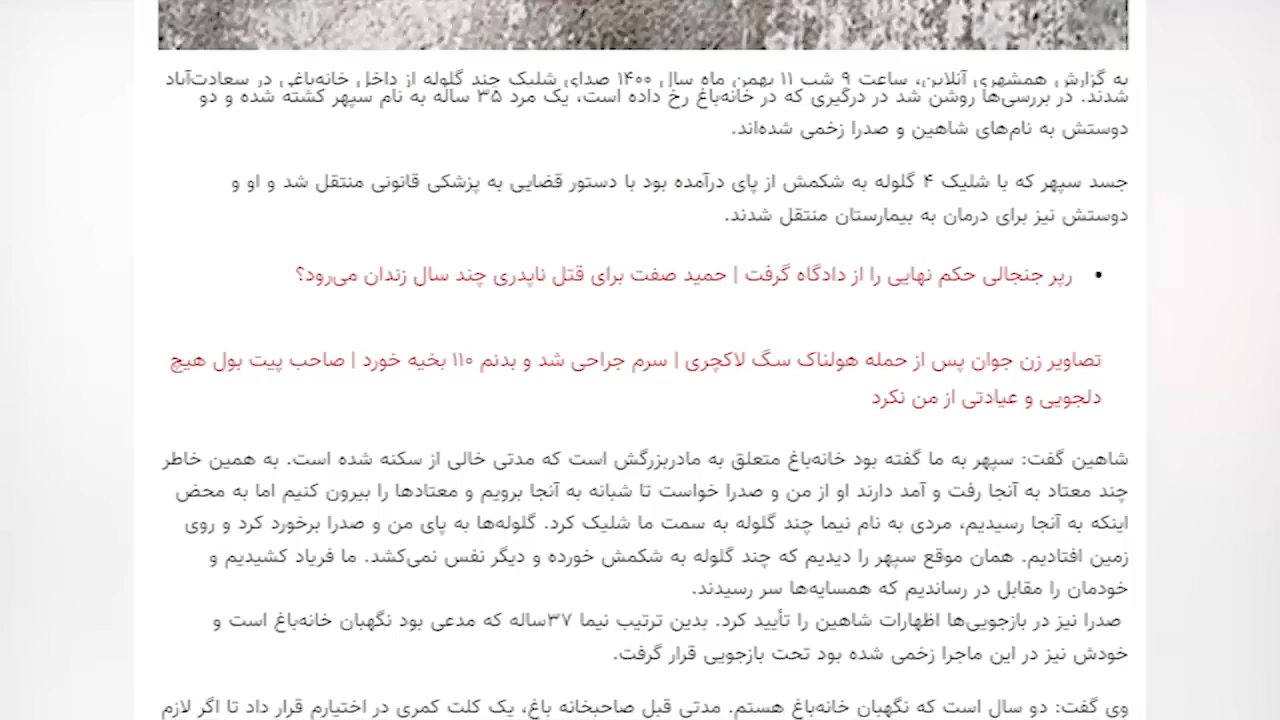 به گزارش همشهری آنلاین، ساعت ۹ شب ۱۱ بهمن ماه سال ۱۴۰۰ صدای شلیک چند گلوله از داخل خانه‌باغی در سعادت‌آباد
شدند. در بررسی‌ها روشن شد در درگیری که در خانه‌باغ رخ داده است، یک مرد ۳۵ ساله به نام سپهر کشته شده و دو
دوستش به نام‌های شاهین و صدرا زخمی شده‌اند.
جسد سپهر که با شلیک ۴ گلوله به شکمش از پای درآمده بود با دستور قضایی به پزشکی قانونی منتقل شد و او و
دوستش نیز برای درمان به بیمارستان منتقل شدند.
• رپر جنجالی حکم نهایی را از دادگاه گرفت | حمید صفت برای قتل ناپدری چند سال زندان می‌رود؟
تصاویر زن جوان پس از حمله هولناک سگ لاکچری | سرم جراحی شد و بدنم ۱۱۰ بخیه خورد | صاحب پیت بول هیچ
دلجویی و عیادتی از من نکرد
شاهین گفت: سپهر به ما گفته بود خانه‌باغ متعلق به مادربزرگش است که مدتی خالی از سکنه شده است. به همین خاطر
چند معتاد به آنجا رفت و آمد دارند او از من و صدرا خواست تا شبانه به آنجا برویم و معتادها را بیرون کنیم اما به محض
اینکه به آنجا رسیدیم، مردی به نام نیما چند گلوله به سمت ما شلیک کرد. گلوله‌ها به پای من و صدرا برخورد کرد و روی
زمین افتادیم. همان موقع سپهر را دیدیم که چند گلوله به شکمش خورده و دیگر نفس نمی‌کشد. ما فریاد کشیدیم و
خودمان را مقابل در رساندیم که همسایه‌ها سر رسیدند.
صدرا نیز در بازجویی‌ها اظهارات شاهین را تأیید کرد. بدین ترتیب نیما ۳۷ساله که مدعی بود نگهبان خانه‌باغ است و
خودش نیز در این ماجرا زخمی شده بود تحت بازجویی قرار گرفت.
وی گفت: دو سال است که نگهبان خانه‌باغ هستم. مدتی قبل صاحبخانه باغ، یک کلت کمری در اختیارم قرار داد تا اگر لازم